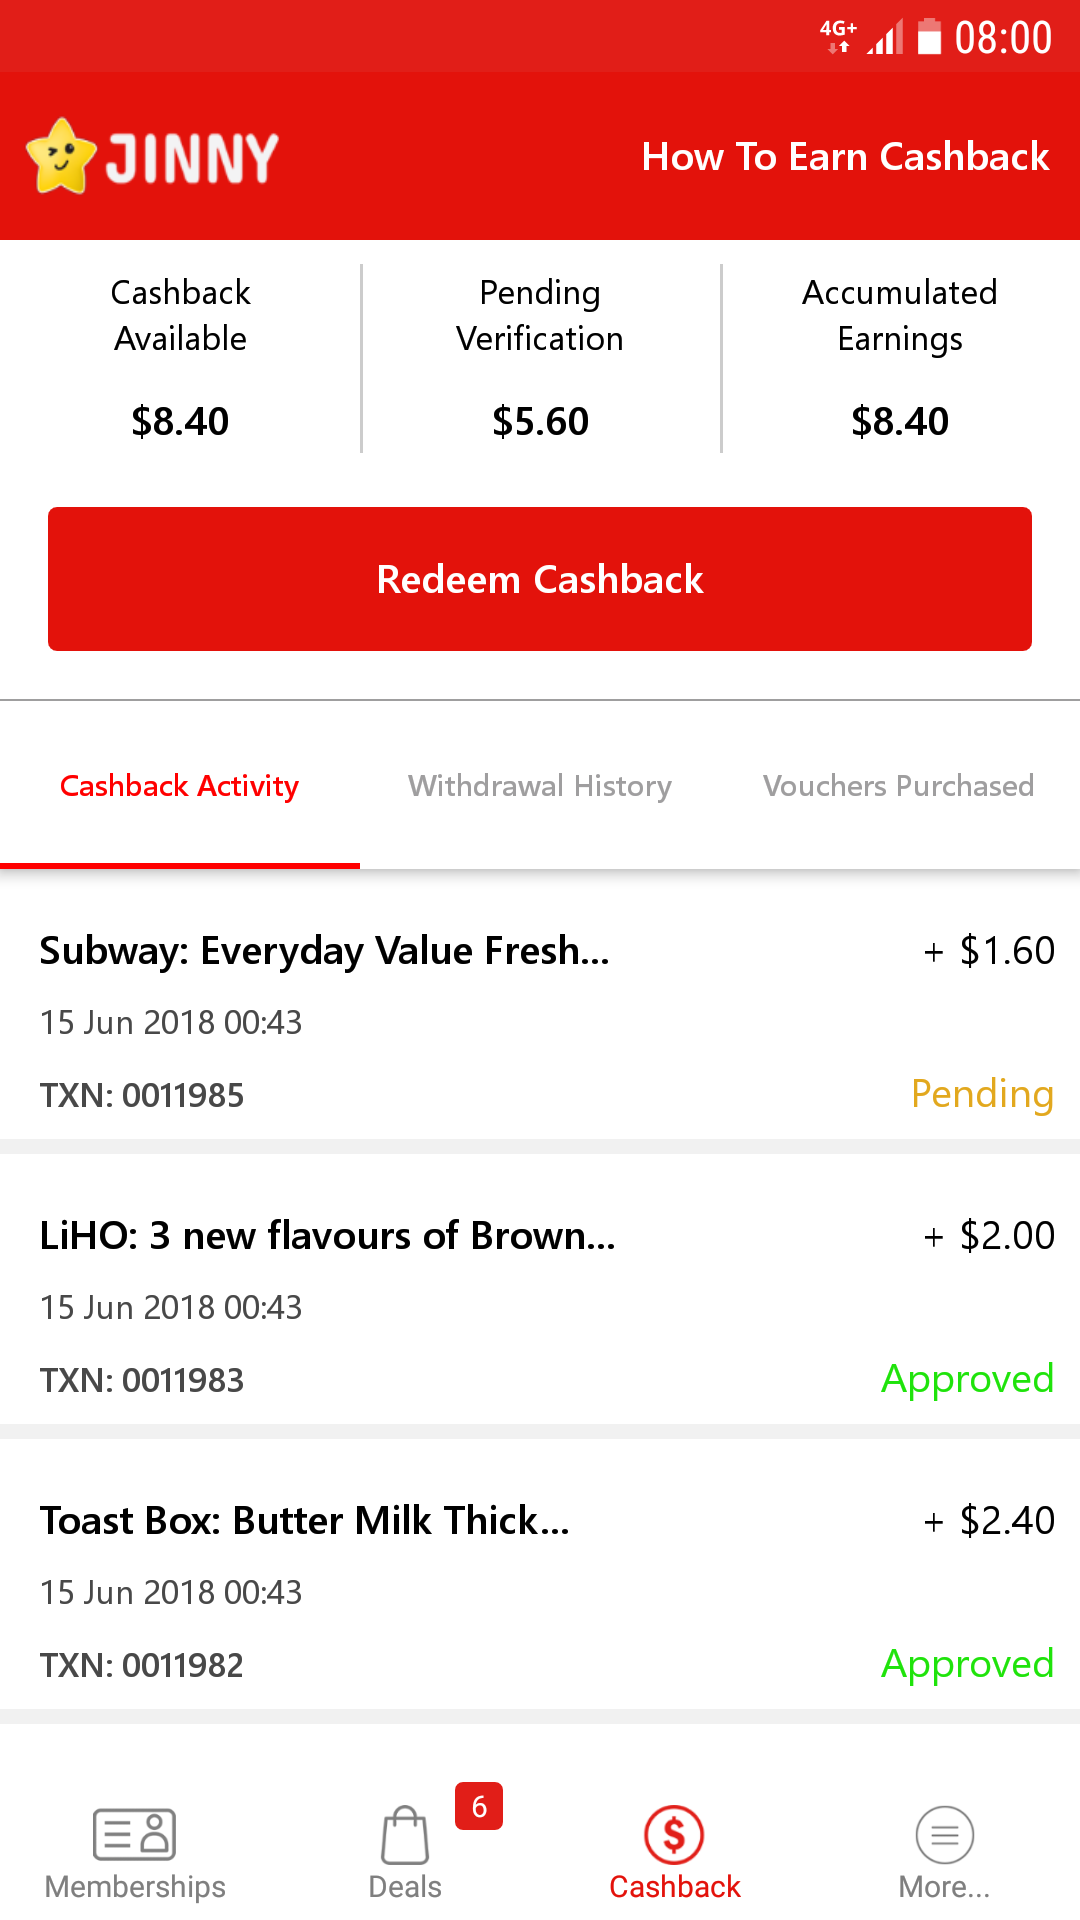 4G+ 08:00
JINNY
How To Earn Cashback
Cashback
Available
$8.40
Pending
Verification
$5.60
Accumulated
Earnings
$8.40
Redeem Cashback
Cashback Activity
Withdrawal History
Vouchers Purchased
Subway: Everyday Value Fresh...
+ $1.60
15 Jun 2018 00:43
TXN: 0011985
Pending
LiHO: 3 new flavours of Brown...
+ $2.00
15 Jun 2018 00:43
TXN: 0011983
Approved
Toast Box: Butter Milk Thick...
+ $2.40
15 Jun 2018 00:43
TXN: 0011982
Approved
Memberships
6
Deals
$
Cashback
More...